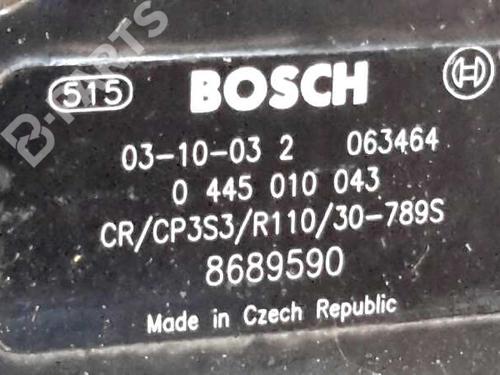 B-PARTS
515 BOSCH
03-10-03 2 063464
0 445 010 043
CR/CP3S3/R110/30-789S
8689590
Made in Czech Republic